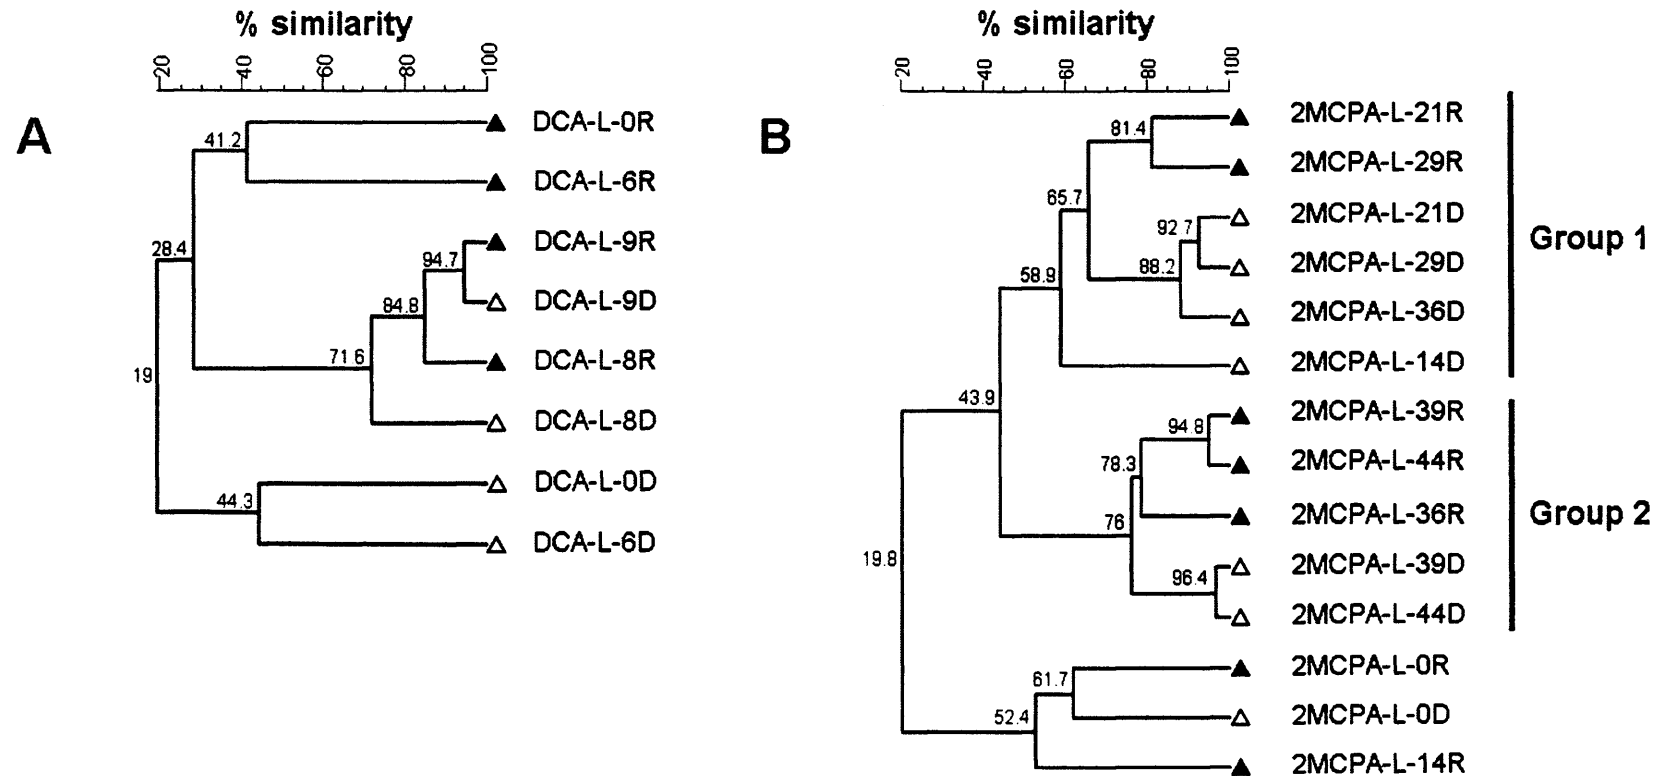 % similarity
20 40 60 80 100
A
41.2
28.4
94.7
84.8
71 6
19
44.3
DCA-L-0R
DCA-L-6R
DCA-L-9R
DCA-L-9D
DCA-L-8R
DCA-L-8D
DCA-L-0D
DCA-L-6D
% similarity
20 40 60 80 100
B
81.4
65.7
92 7
88.2
58.9
43.9
94.8
78.3
76
96.4
19.8
61.7
52.4
2MCPA-L-21R
2MCPA-L-29R
2MCPA-L-21D
2MCPA-L-29D
2MCPA-L-36D
2MCPA-L-14D
2MCPA-L-39R
2MCPA-L-44R
2MCPA-L-36R
2MCPA-L-39D
2MCPA-L-44D
2MCPA-L-0R
2MCPA-L-0D
2MCPA-L-14R
Group 1
Group 2